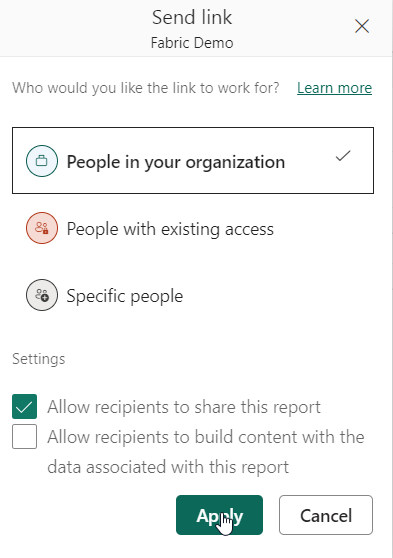 Send link
Fabric Demo
Who would you like the link to work for? Learn more
People in your organization
People with existing access
Specific people
Settings
Allow recipients to share this report
Allow recipients to build content with the
data associated with this report
Apply Cancel